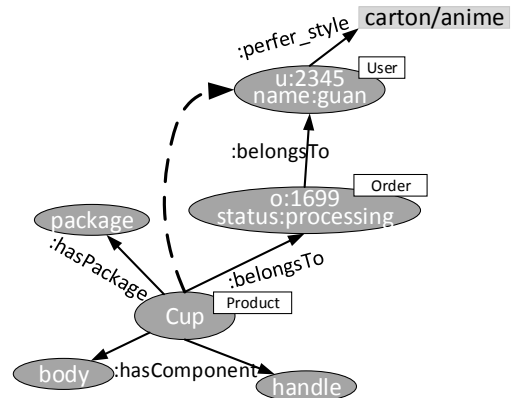 carton/anime
:perfer_style
User
u:2345
name:guan
:belongsTo
Order
o:1699
status:processing
package
:hasPackage
:belongsTo
Product
Cup
body
:hasComponent
handle